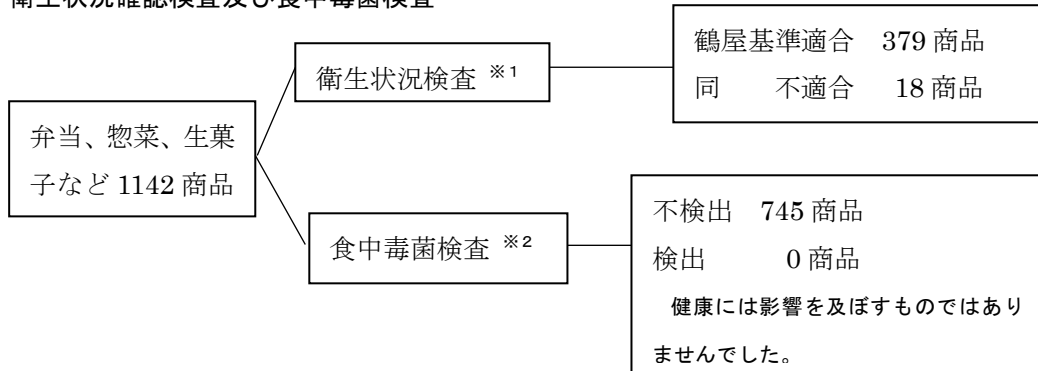 衛生状況確認検査及び食中毒菌検査
弁当、惣菜、生菓
子など 1142 商品
衛生状況検査 ※1
鶴屋基準適合 379 商品
同 不適合 18 商品
食中毒菌検査 ※2
不検出 745 商品
検出 0 商品
健康には影響を及ぼすものではあり
ませんでした。